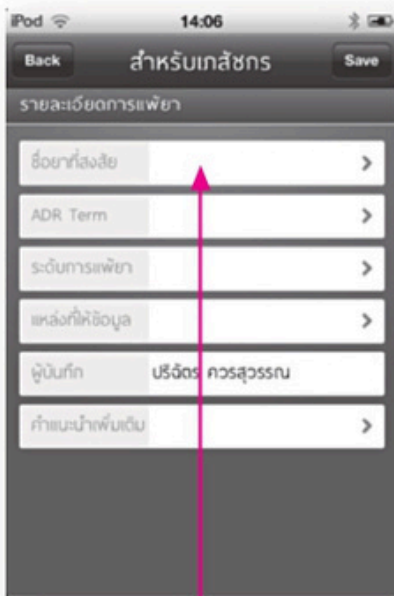 iPod 14:06
Back สำหรับเภสัชกร Save
รายละเอียดการแพ้ยา
ชื่อยาที่สงสัย
ADR Term
ระดับการแพ้ยา
แหล่งที่ให้ข้อมูล
ผู้บันทึก ปริฉัตร ควรสุวรรณ
คำแนะนำเพิ่มเติม